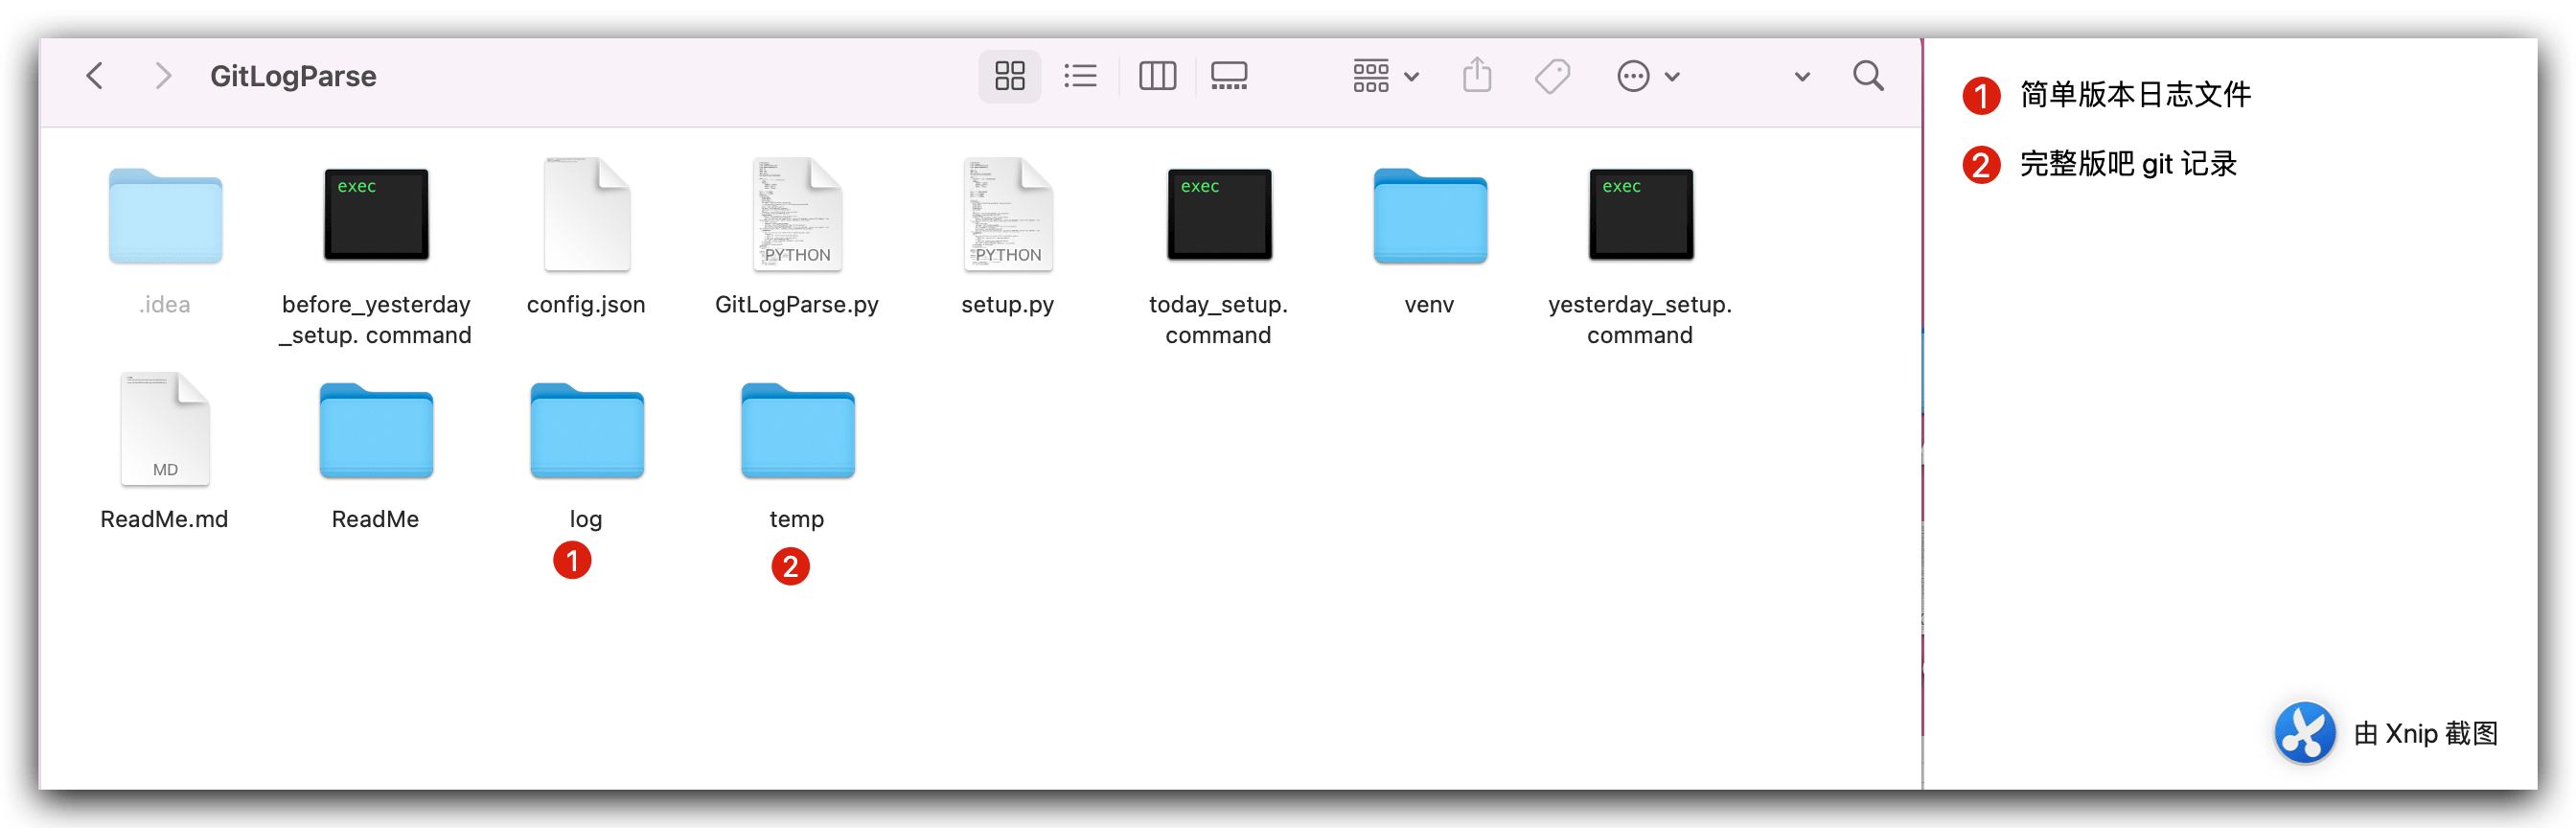 GitLogParse
exec
exec
exec
PYTHON
PYTHON
.idea
before_yesterday
_setup. command
config.json
GitLogParse.py
setup.py
today_setup.
command
venv
yesterday_setup.
command
MD
ReadMe.md
ReadMe
log
temp
1
2
1 简单版本日志文件
2 完整版吧 git 记录
由 Xnip 截图